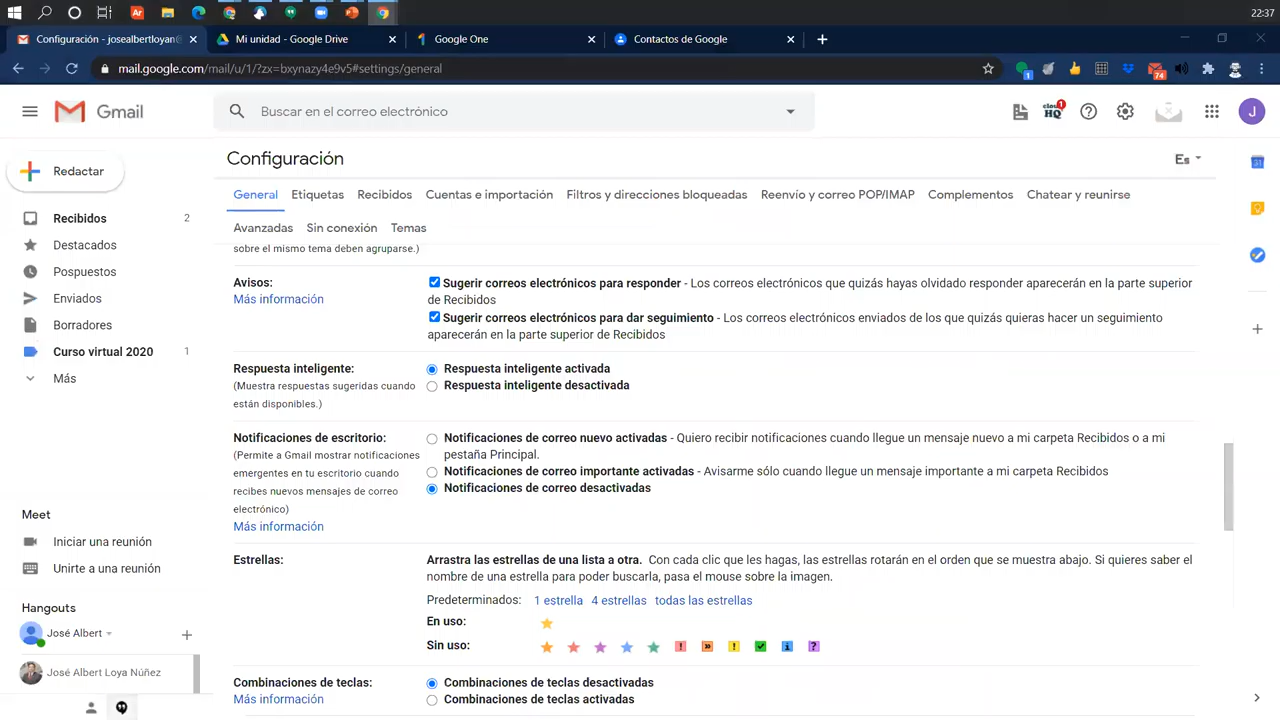 22:37
Configuración - josealbertloyan@
Mi unidad - Google Drive
Google One
Contactos de Google
mail.google.com/mail/u/1/?zx=bxynazy4e9v5#settings/general
1
74
Gmail
Buscar en el correo electrónico
HQ
1
J
Redactar
Configuración
Es
General
Etiquetas
Recibidos
Cuentas e importación
Filtros y direcciones bloqueadas
Reenvío y correo POP/IMAP
Complementos
Chatear y reunirse
Avanzadas
Sin conexión
Temas
Recibidos 2
Destacados
Pospuestos
Enviados
Borradores
Curso virtual 2020 1
Más
sobre el mismo tema deben agruparse.)
Avisos:
Más información
Sugerir correos electrónicos para responder - Los correos electrónicos que quizás hayas olvidado responder aparecerán en la parte superior
de Recibidos
Sugerir correos electrónicos para dar seguimiento - Los correos electrónicos enviados de los que quizás quieras hacer un seguimiento
aparecerán en la parte superior de Recibidos
Respuesta inteligente:
(Muestra respuestas sugeridas cuando
están disponibles.)
Respuesta inteligente activada
Respuesta inteligente desactivada
Notificaciones de escritorio:
(Permite a Gmail mostrar notificaciones
emergentes en tu escritorio cuando
recibes nuevos mensajes de correo
electrónico)
Más información
Notificaciones de correo nuevo activadas - Quiero recibir notificaciones cuando llegue un mensaje nuevo a mi carpeta Recibidos o a mi
pestaña Principal.
Notificaciones de correo importante activadas - Avisarme sólo cuando llegue un mensaje importante a mi carpeta Recibidos
Notificaciones de correo desactivadas
Estrellas:
Arrastra las estrellas de una lista a otra. Con cada clic que les hagas, las estrellas rotarán en el orden que se muestra abajo. Si quieres saber el
nombre de una estrella para poder buscarla, pasa el mouse sobre la imagen.
Predeterminados: 1 estrella 4 estrellas todas las estrellas
En uso:
Sin uso:
Combinaciones de teclas:
Más información
Combinaciones de teclas desactivadas
Combinaciones de teclas activadas
Meet
Iniciar una reunión
Unirte a una reunión
Hangouts
José Albert
José Albert Loya Núñez